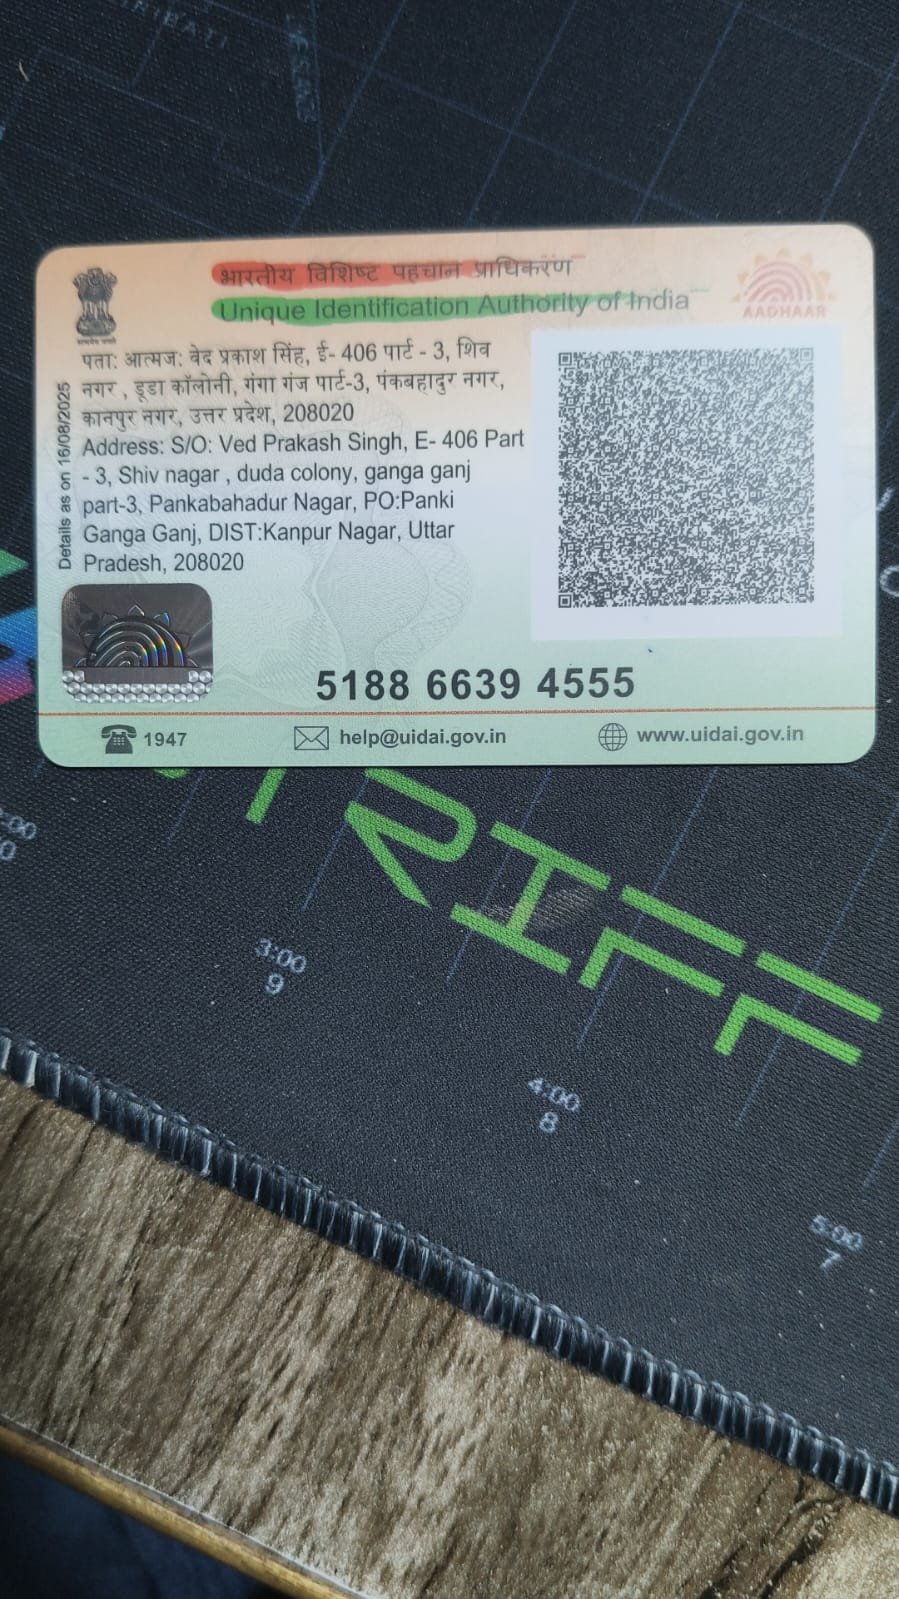 भारतीय विशिष्ट पहचान प्राधिकरण
Unique Identification Authority of India
AADHAAR
Details as on 16/08/2025
पता: आत्मज: वेद प्रकाश सिंह, ई- 406 पार्ट - 3, शिव
नगर , डूडा कॉलोनी, गंगा गंज पार्ट-3, पंकबहादुर नगर,
कानपुर नगर, उत्तर प्रदेश, 208020
Address: S/O: Ved Prakash Singh, E- 406 Part
- 3, Shiv nagar , duda colony, ganga ganj
part-3, Pankabahadur Nagar, PO:Panki
Ganga Ganj, DIST:Kanpur Nagar, Uttar
Pradesh, 208020
5188 6639 4555
1947
help@uidai.gov.in
www.uidai.gov.in
RIFF
3:00
9
4:00
8
5:00
7